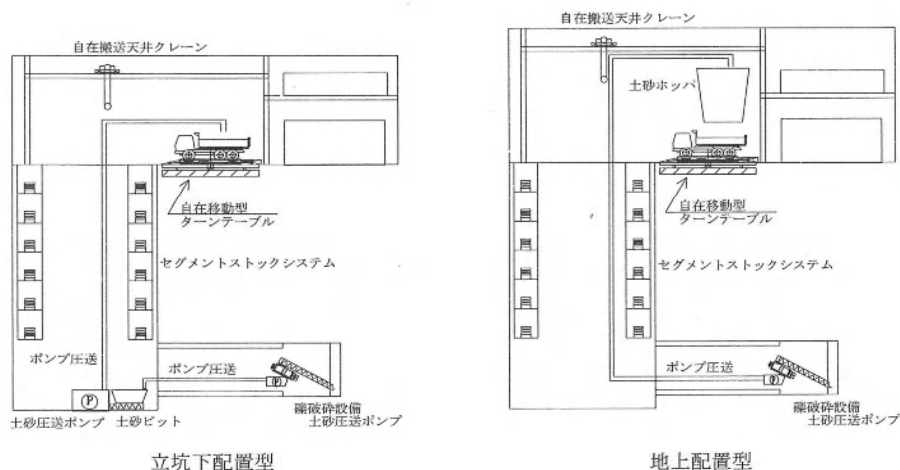 自在搬送天井クレーン
自在移動型
ターンテーブル
セグメントストックシステム
ポンプ圧送
ポンプ圧送
P
P
礫破砕設備
土砂圧送ポンプ
土砂圧送ポンプ
土砂ピット
立坑下配置型
自在搬送天井クレーン
土砂ホッパ
自在移動型
ターンテーブル
セグメントストックシステム
ポンプ圧送
P
礫破砕設備
土砂圧送ポンプ
地上配置型